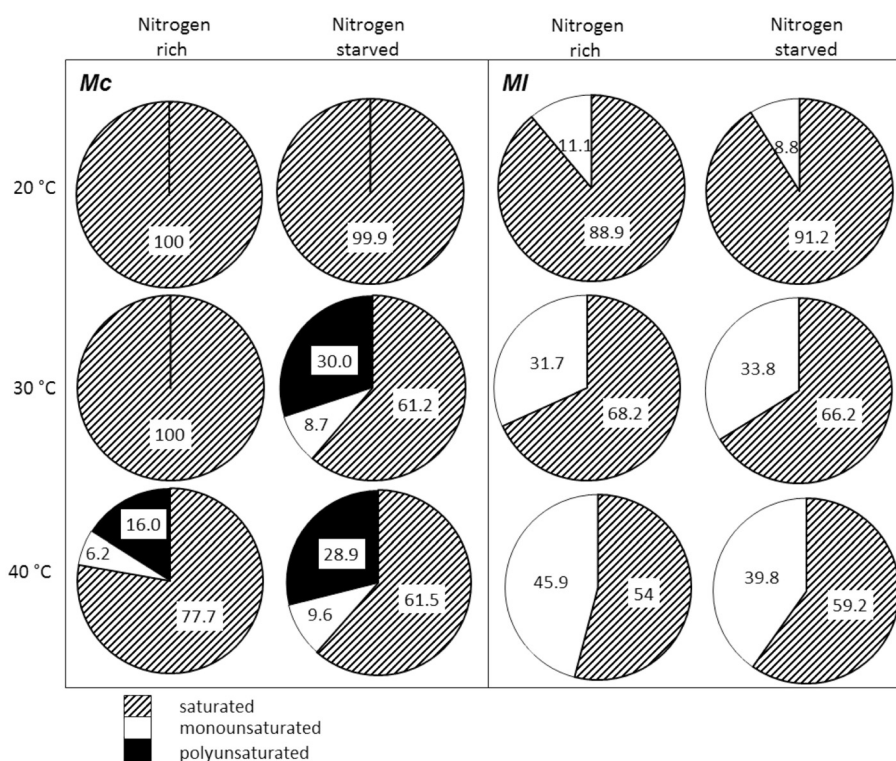 Nitrogen rich
Nitrogen starved
Nitrogen rich
Nitrogen starved
Mc
Ml
20 °C
100
99.9
11.1
88.9
8.8
91.2
30 °C
100
30.0
8.7
61.2
31.7
68.2
33.8
66.2
40 °C
16.0
6.2
77.7
28.9
9.6
61.5
45.9
54
39.8
59.2
saturated
monounsaturated
polyunsaturated